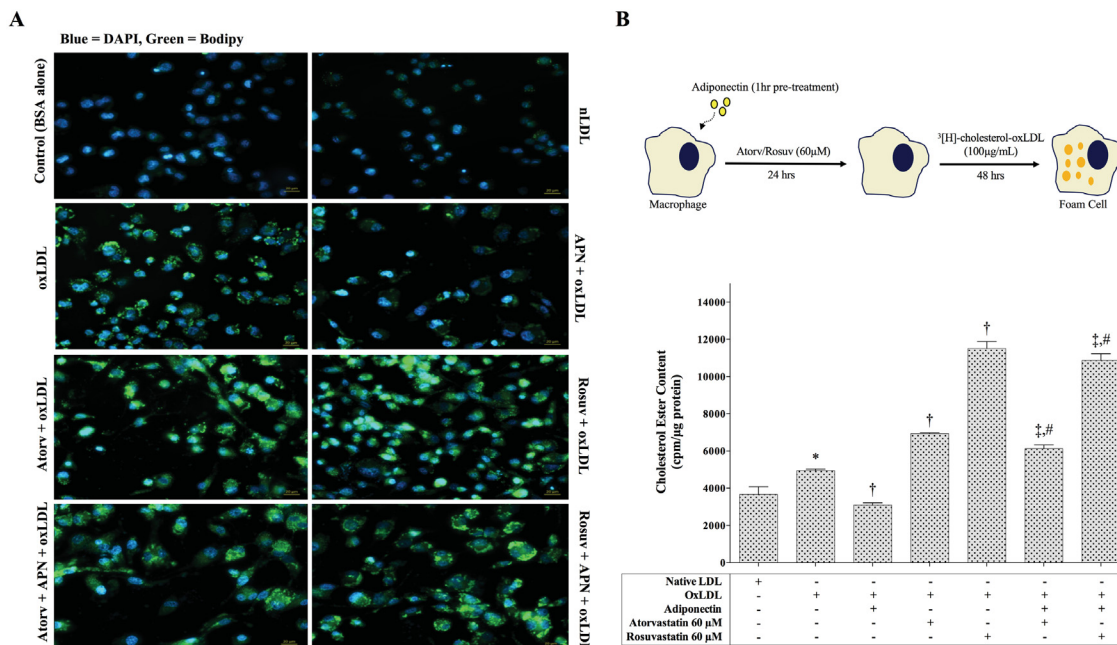 A
Blue = DAPI, Green = Bodipy
Control (BSA alone)
nLDL
oxLDL
APN + oxLDL
Atorv + oxLDL
Rosuv + oxLDL
Atorv + APN + oxLDL
Rosuv + APN + oxLDL
B
Adiponectin (1hr pre-treatment)
Atorv/Rosuv (60µM)
24 hrs
³[H]-cholesterol-oxLDL
(100µg/mL)
48 hrs
Macrophage
Foam Cell
Cholesterol Ester Content
(cpm/µg protein)
14000
12000
10000
8000
6000
4000
2000
0
*
†
†
†
‡,#
‡,#
Native LDL + - - - - - -
OxLDL - + + + + + +
Adiponectin - - + - - + +
Atorvastatin 60 µM - - - + - + -
Rosuvastatin 60 µM - - - - + - +